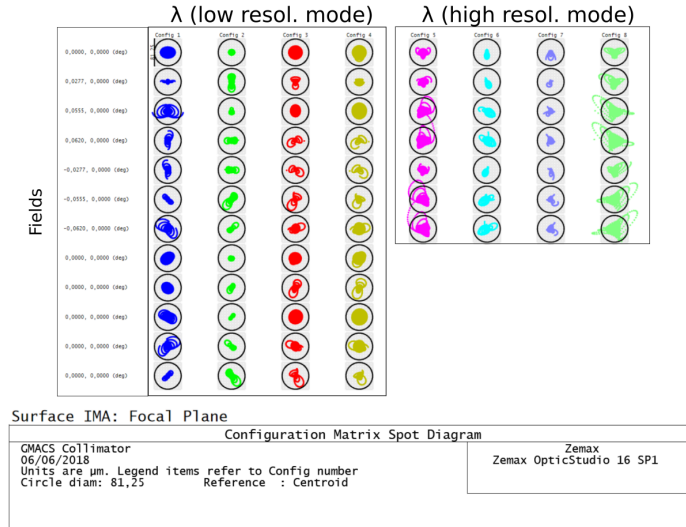 λ (low resol. mode)
λ (high resol. mode)
Config 1 Config 2 Config 3 Config 4 Config 5 Config 6 Config 7 Config 8
81,25
0,0000, 0,0000 (deg)
0,0277, 0,0000 (deg)
0,0555, 0,0000 (deg)
0,0620, 0,0000 (deg)
-0,0277, 0,0000 (deg)
-0,0555, 0,0000 (deg)
-0,0620, 0,0000 (deg)
0,0000, 0,0000 (deg)
0,0000, 0,0000 (deg)
0,0000, 0,0000 (deg)
0,0000, 0,0000 (deg)
0,0000, 0,0000 (deg)
Fields
Surface IMA: Focal Plane
Configuration Matrix Spot Diagram
GMACS Collimator
06/06/2018
Units are µm. Legend items refer to Config number
Circle diam: 81,25 Reference : Centroid
Zemax
Zemax OpticStudio 16 SP1